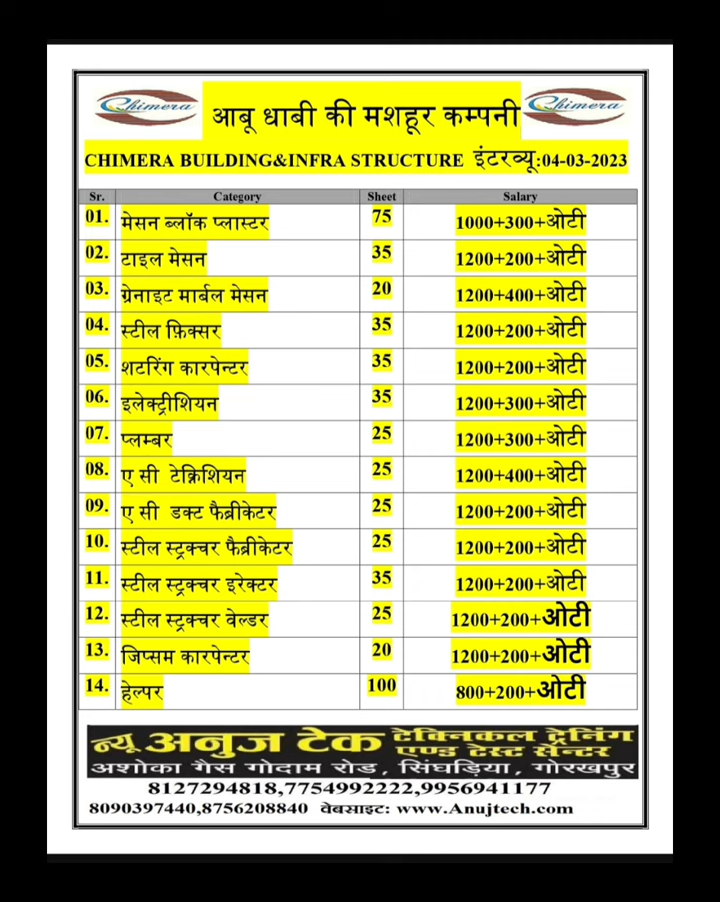 Chimera
आबू धाबी की मशहूर कम्पनी
Chimera
CHIMERA BUILDING&INFRA STRUCTURE इंटरव्यू:04-03-2023
Sr. Category Sheet Salary
01. मेसन ब्लॉक प्लास्टर 75 1000+300+ओटी
02. टाइल मेसन 35 1200+200+ओटी
03. ग्रेनाइट मार्बल मेसन 20 1200+400+ओटी
04. स्टील फ़िक्सर 35 1200+200+ओटी
05. शटरिंग कारपेन्टर 35 1200+200+ओटी
06. इलेक्ट्रीशियन 35 1200+300+ओटी
07. प्लम्बर 25 1200+300+ओटी
08. ए सी टेक्निशियन 25 1200+400+ओटी
09. ए सी डक्ट फैब्रीकेटर 25 1200+200+ओटी
10. स्टील स्ट्रक्चर फैब्रीकेटर 25 1200+200+ओटी
11. स्टील स्ट्रक्चर इरेक्टर 35 1200+200+ओटी
12. स्टील स्ट्रक्चर वेल्डर 25 1200+200+ओटी
13. जिप्सम कारपेन्टर 20 1200+200+ओटी
14. हेल्पर 100 800+200+ओटी
न्यू अनुज टेक टेक्निकल ट्रेनिंग एण्ड टेस्ट सेन्टर
अशोका गैस गोदाम रोड, सिंघड़िया, गोरखपुर
8127294818,7754992222,9956941177
8090397440,8756208840 वेबसाइट: www.Anujtech.com